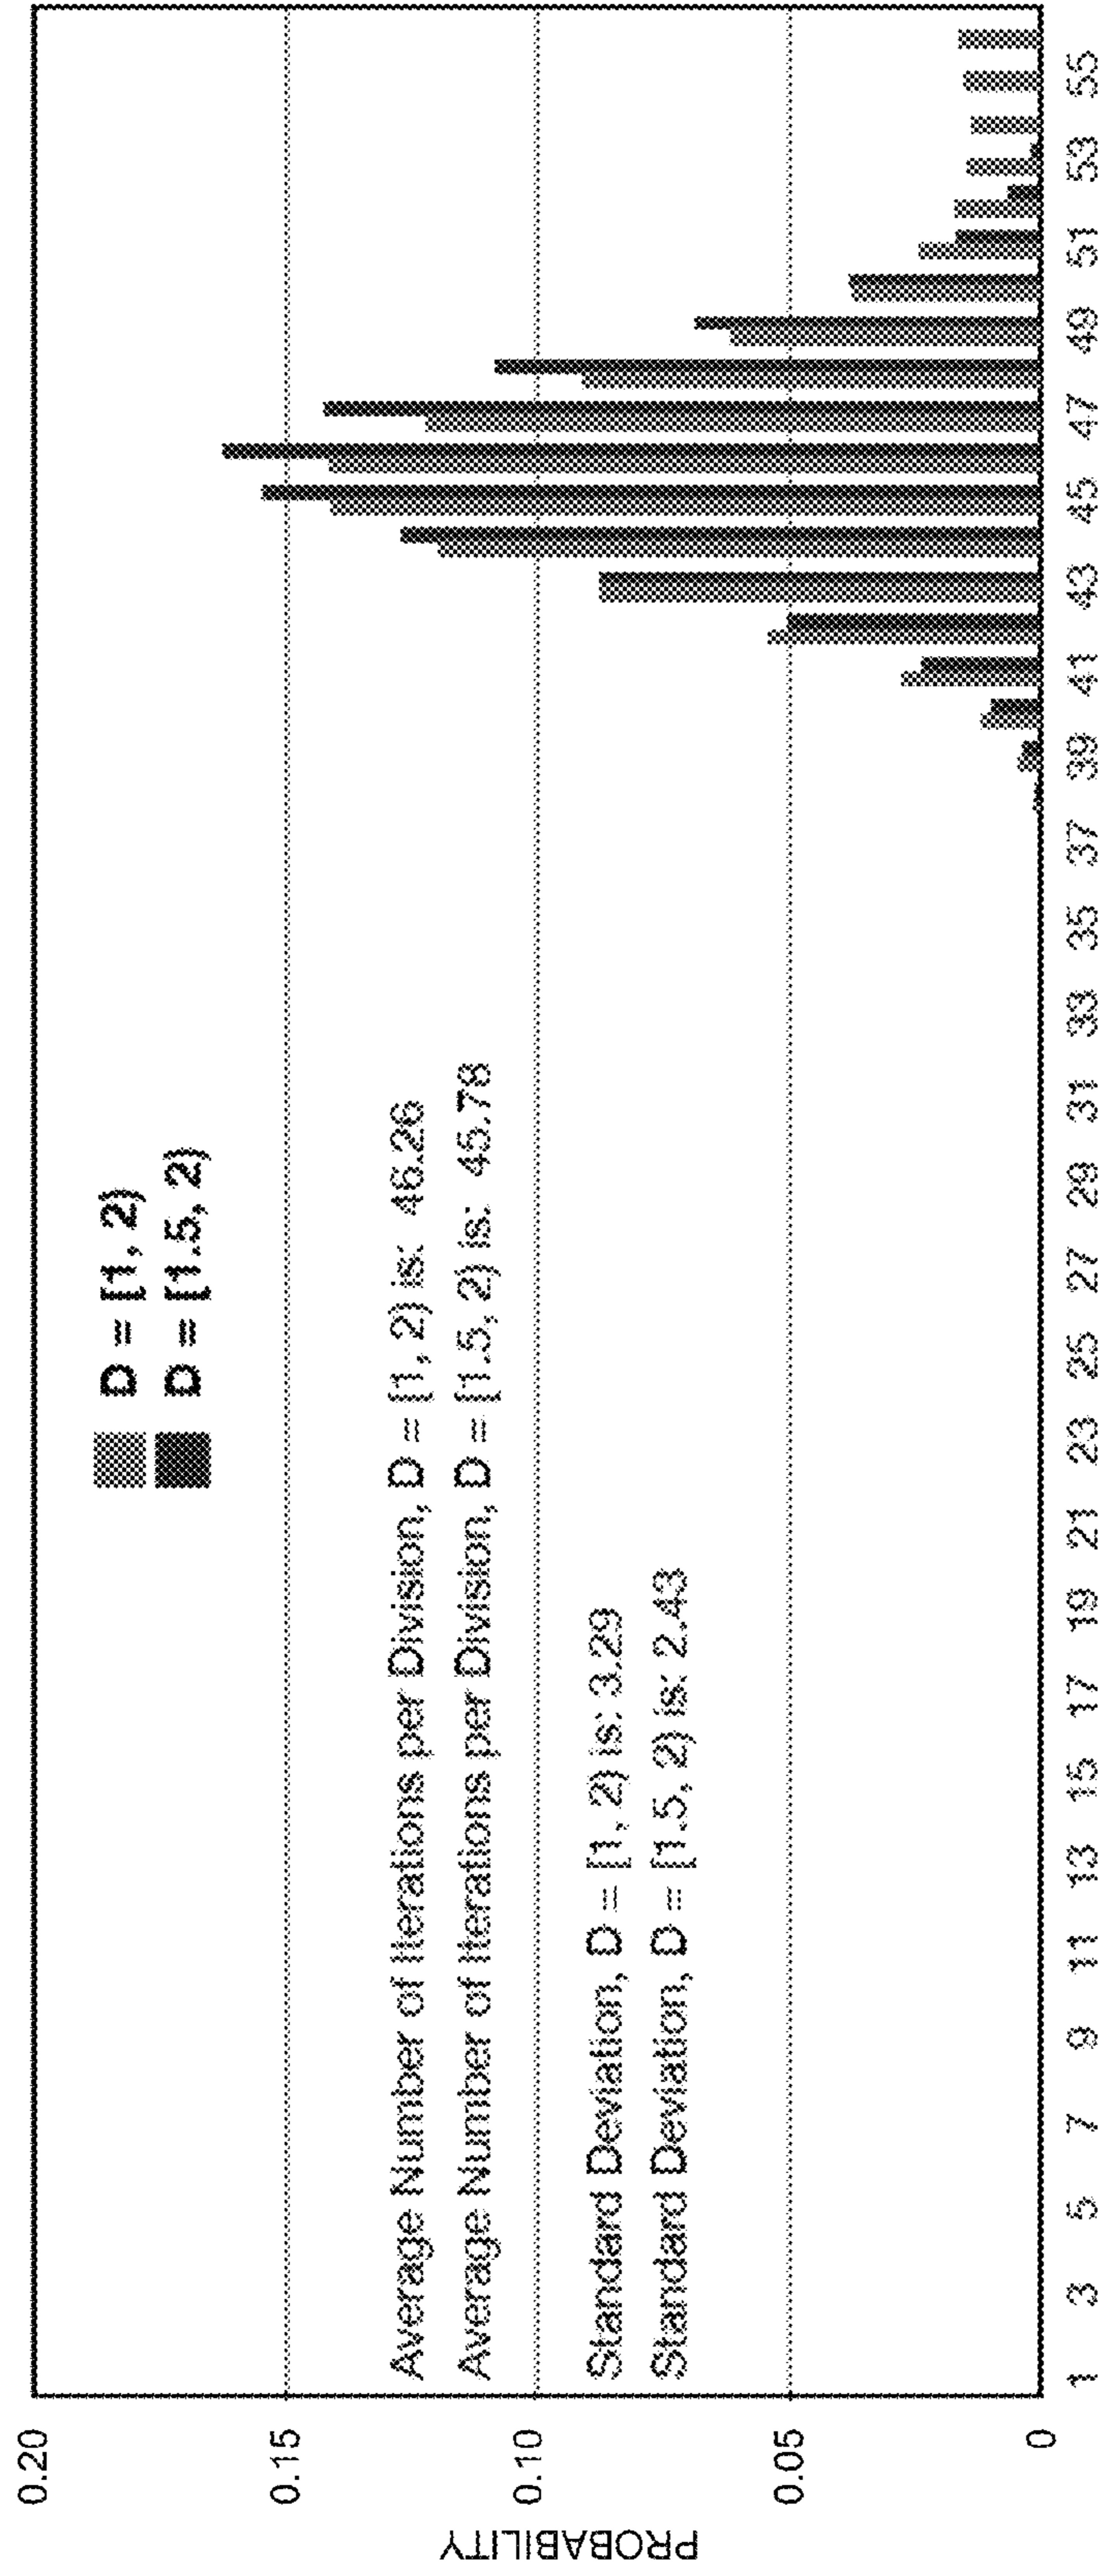 PROBABILITY
0.20
0.15
0.10
0.05
0
D = [1, 2)
D = [1.5, 2)
Average Number of Iterations per Division, D = [1, 2) is: 46.26
Average Number of Iterations per Division, D = [1.5, 2) is: 45.78
Standard Deviation, D = [1, 2) is: 3.29
Standard Deviation, D = [1.5, 2) is: 2.43
1 3 5 7 9 11 13 15 17 19 21 23 25 27 29 31 33 35 37 39 41 43 45 47 49 51 53 55